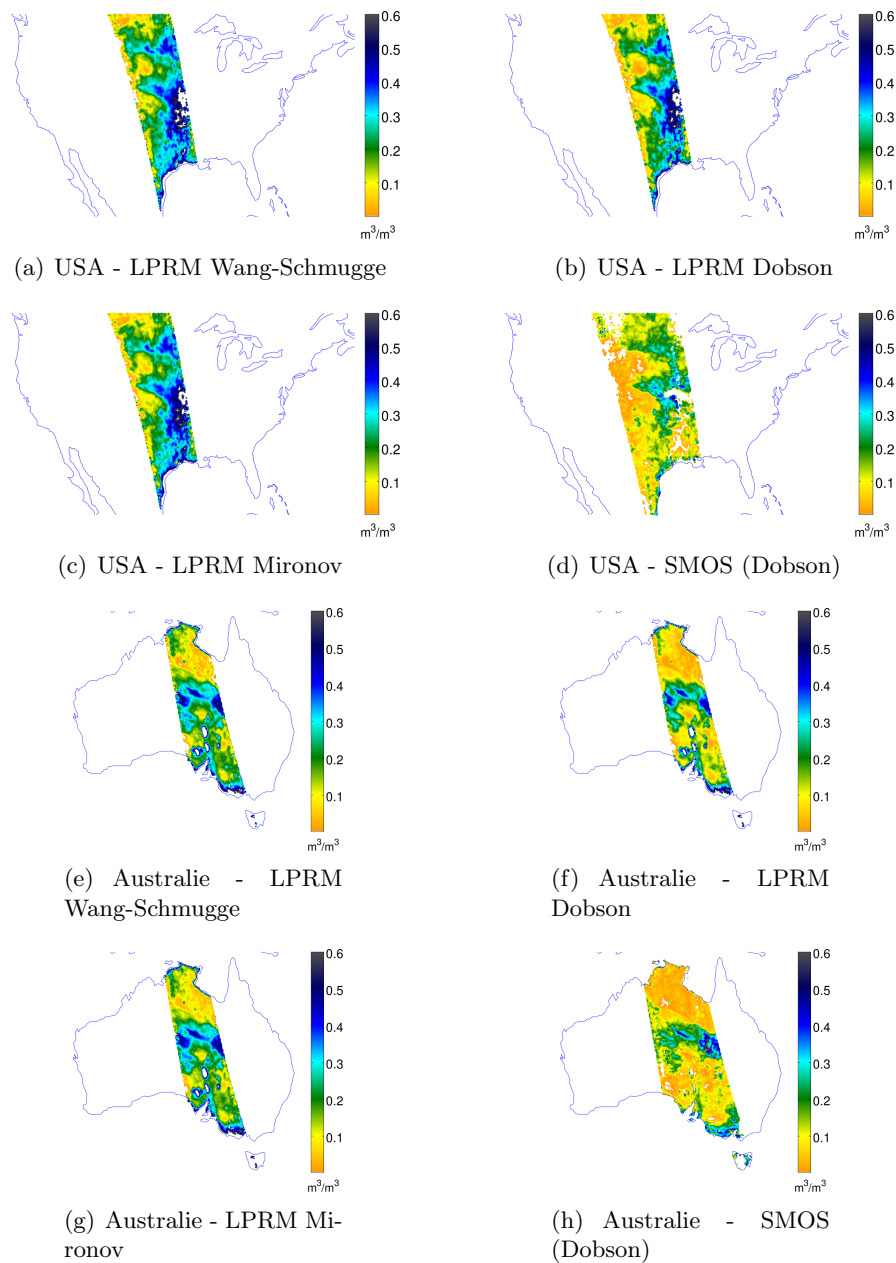 0.6
0.5
0.4
0.3
0.2
0.1
m³/m³
(a) USA - LPRM Wang-Schmugge
0.6
0.5
0.4
0.3
0.2
0.1
m³/m³
(b) USA - LPRM Dobson
0.6
0.5
0.4
0.3
0.2
0.1
m³/m³
(c) USA - LPRM Mironov
0.6
0.5
0.4
0.3
0.2
0.1
m³/m³
(d) USA - SMOS (Dobson)
0.6
0.5
0.4
0.3
0.2
0.1
m³/m³
(e) Australie - LPRM
Wang-Schmugge
0.6
0.5
0.4
0.3
0.2
0.1
m³/m³
(f) Australie - LPRM
Dobson
0.6
0.5
0.4
0.3
0.2
0.1
m³/m³
(g) Australie - LPRM Mi-
ronov
0.6
0.5
0.4
0.3
0.2
0.1
m³/m³
(h) Australie - SMOS
(Dobson)